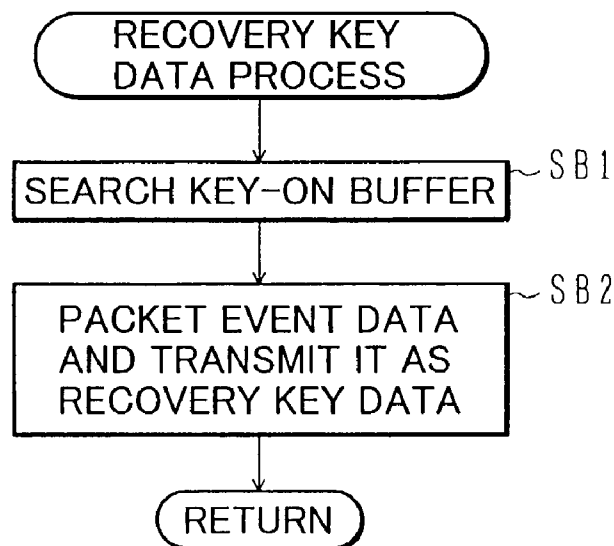 RECOVERY KEY
DATA PROCESS
SEARCH KEY-ON BUFFER
SB1
PACKET EVENT DATA
AND TRANSMIT IT AS
RECOVERY KEY DATA
SB2
RETURN